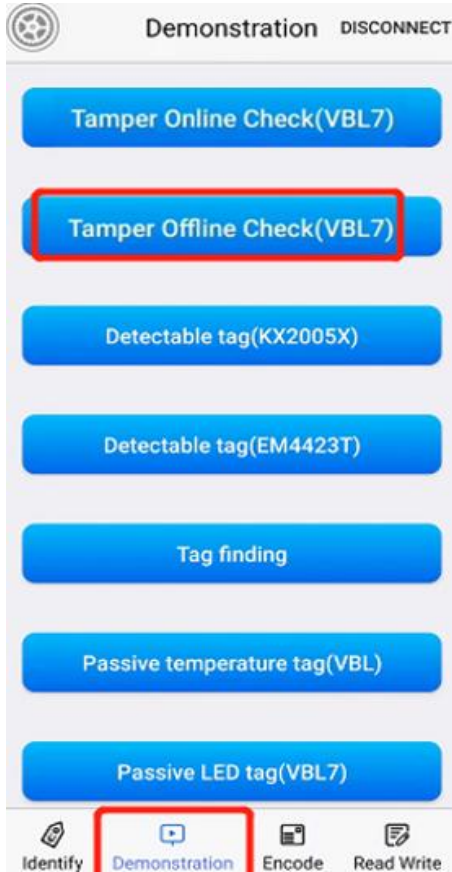 Demonstration DISCONNECT
Tamper Online Check(VBL7)
Tamper Offline Check(VBL7)
Detectable tag(KX2005X)
Detectable tag(EM4423T)
Tag finding
Passive temperature tag(VBL)
Passive LED tag(VBL7)
Identify Demonstration Encode Read Write